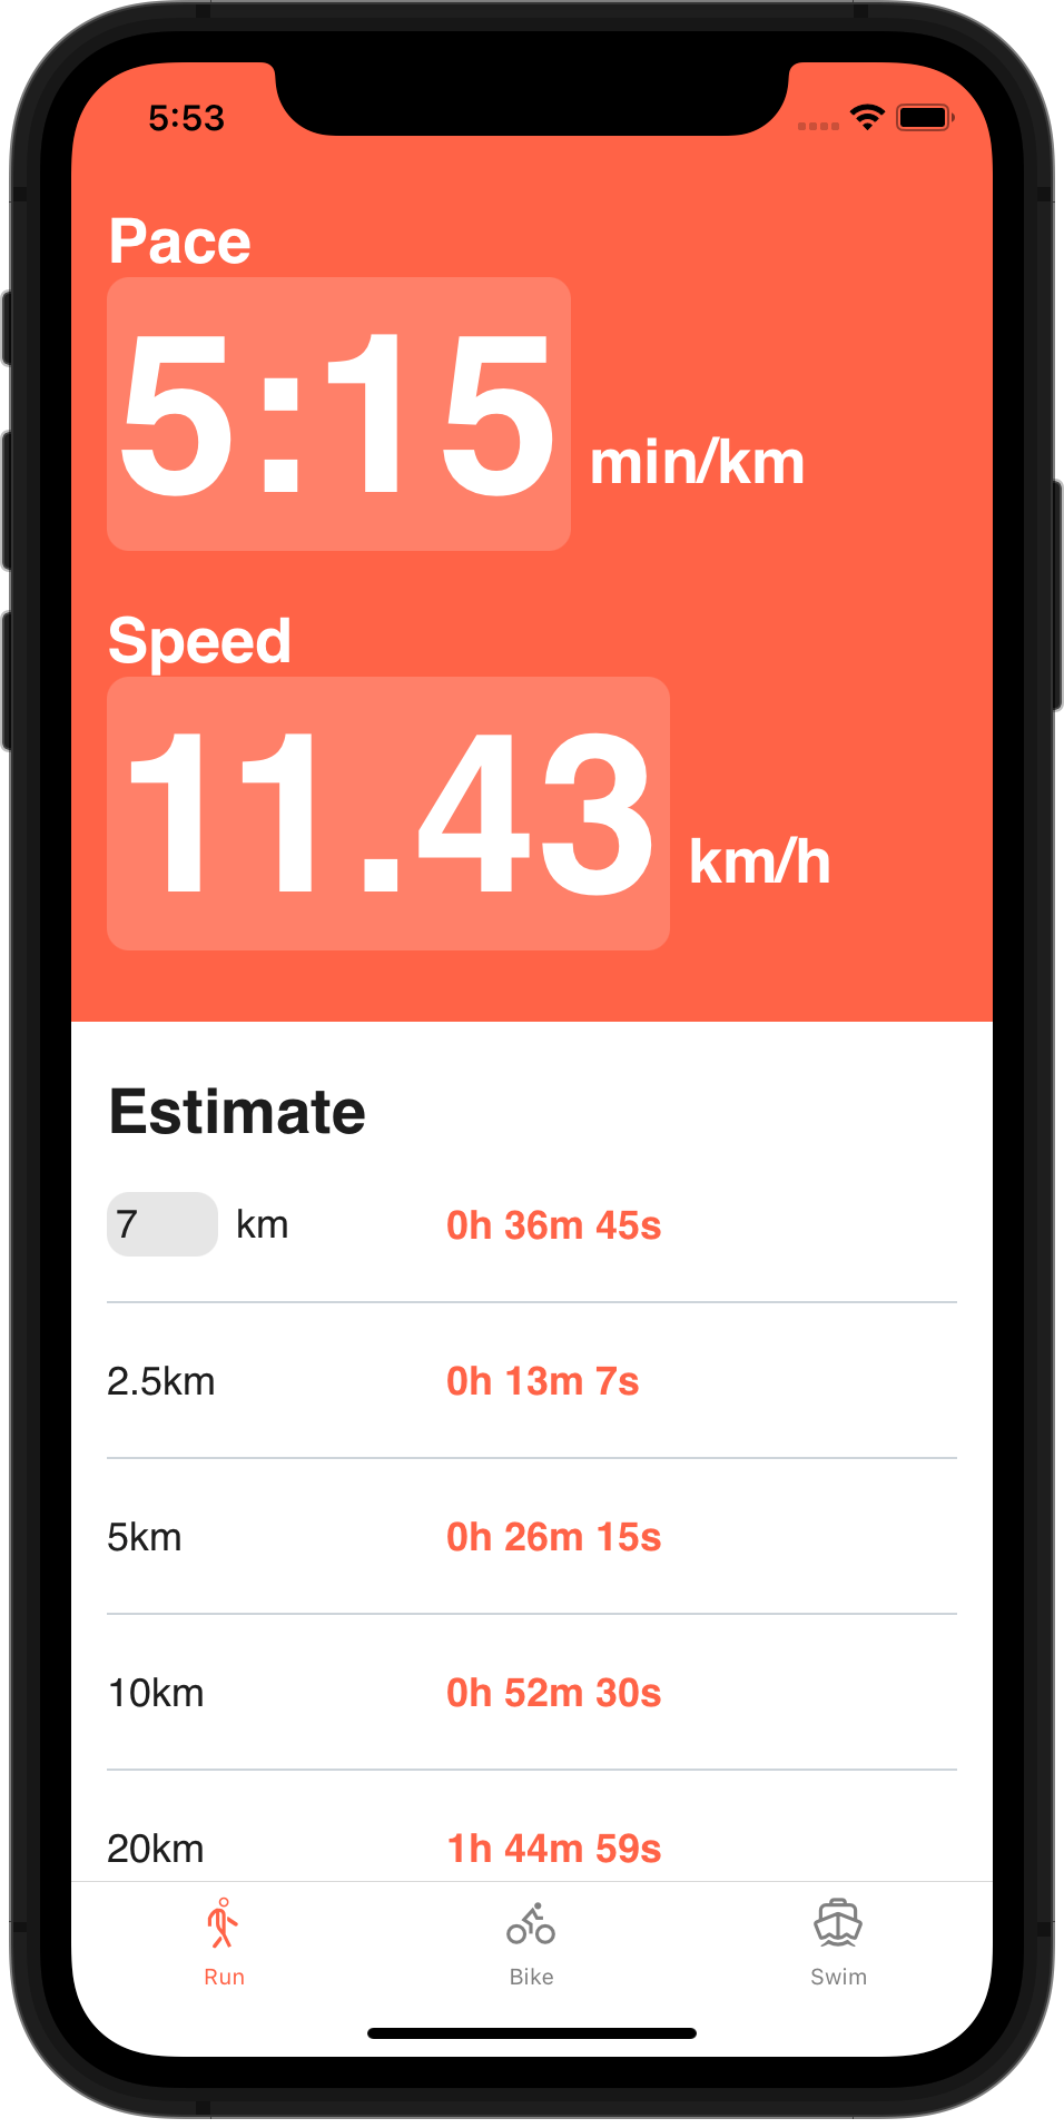 5:53
Pace
5:15 min/km
Speed
11.43 km/h
Estimate
7 km 0h 36m 45s
2.5km 0h 13m 7s
5km 0h 26m 15s
10km 0h 52m 30s
20km 1h 44m 59s
Run Bike Swim